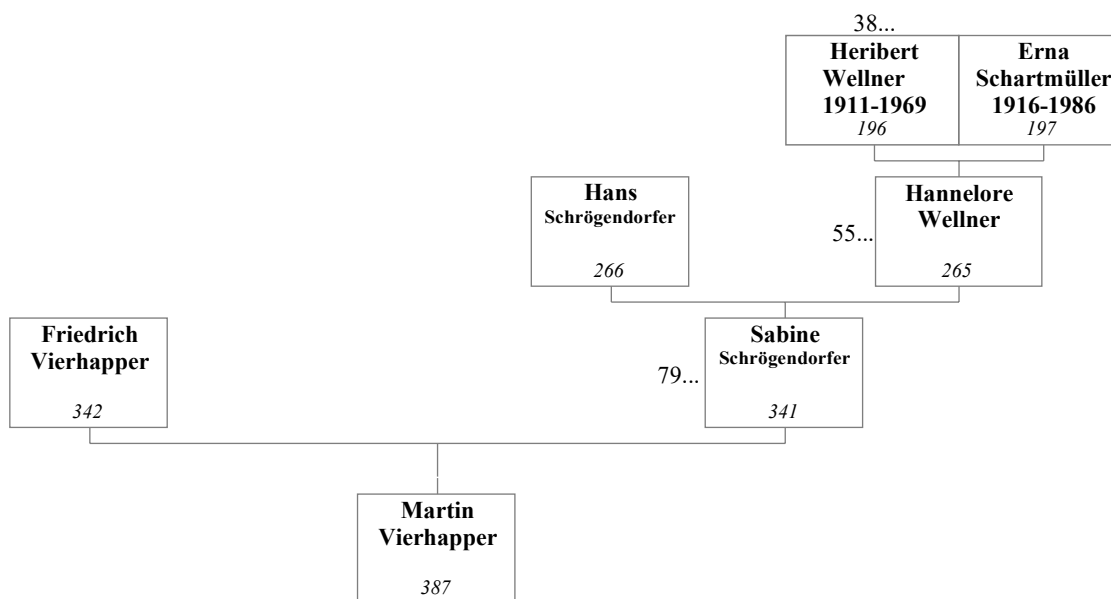 38...
Heribert
Wellner
1911-1969
196
Erna
Schartmüller
1916-1986
197
Hans
Schrögendorfer
266
55...
Hannelore
Wellner
265
Friedrich
Vierhapper
342
79...
Sabine
Schrögendorfer
341
Martin
Vierhapper
387